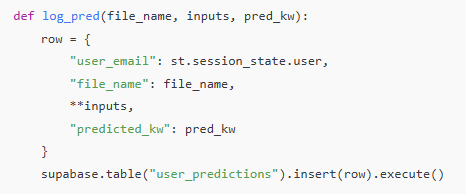 def log_pred(file_name, inputs, pred_kw):
    row = {
        "user_email": st.session_state.user,
        "file_name": file_name,
        **inputs,
        "predicted_kw": pred_kw
    }
    supabase.table("user_predictions").insert(row).execute()